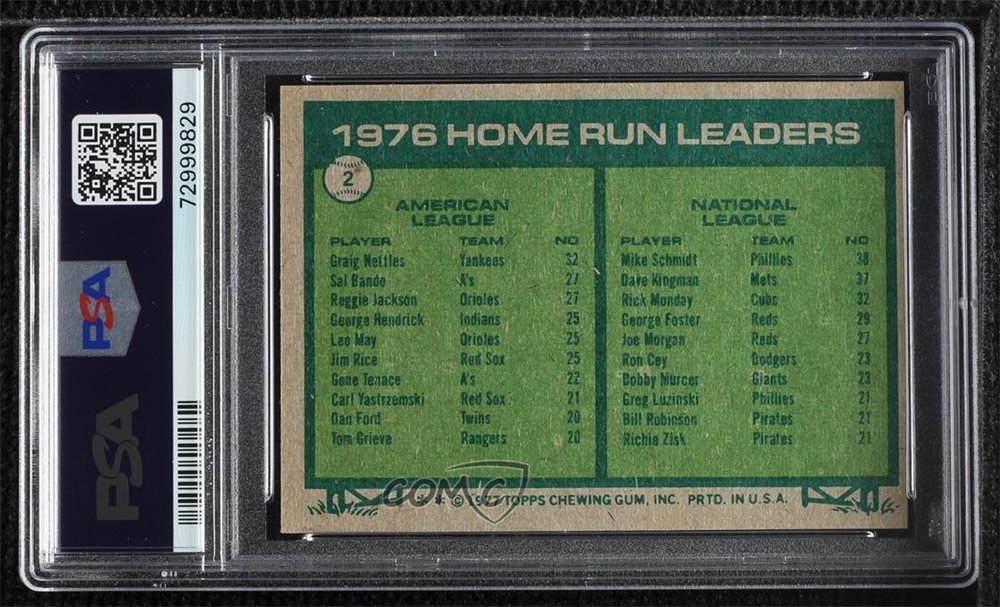 PSA
PSA
72999829
1976 HOME RUN LEADERS
2
AMERICAN
LEAGUE
PLAYER TEAM NO
Graig Nettles Yankees 32
Sal Bando A's 27
Reggie Jackson Orioles 27
George Hendrick Indians 25
Lee May Orioles 25
Jim Rice Red Sox 25
Gene Tenace A's 22
Carl Yastrzemski Red Sox 21
Dan Ford Twins 20
Tom Grieve Rangers 20
NATIONAL
LEAGUE
PLAYER TEAM NO
Mike Schmidt Phillies 38
Dave Kingman Mets 37
Rick Monday Cubs 32
George Foster Reds 29
Joe Morgan Reds 27
Ron Cey Dodgers 23
Bobby Murcer Giants 23
Greg Luzinski Phillies 21
Bill Robinson Pirates 21
Richie Zisk Pirates 21
COMC
* * © 1977 TOPPS CHEWING GUM, INC. PRTD. IN U.S.A.